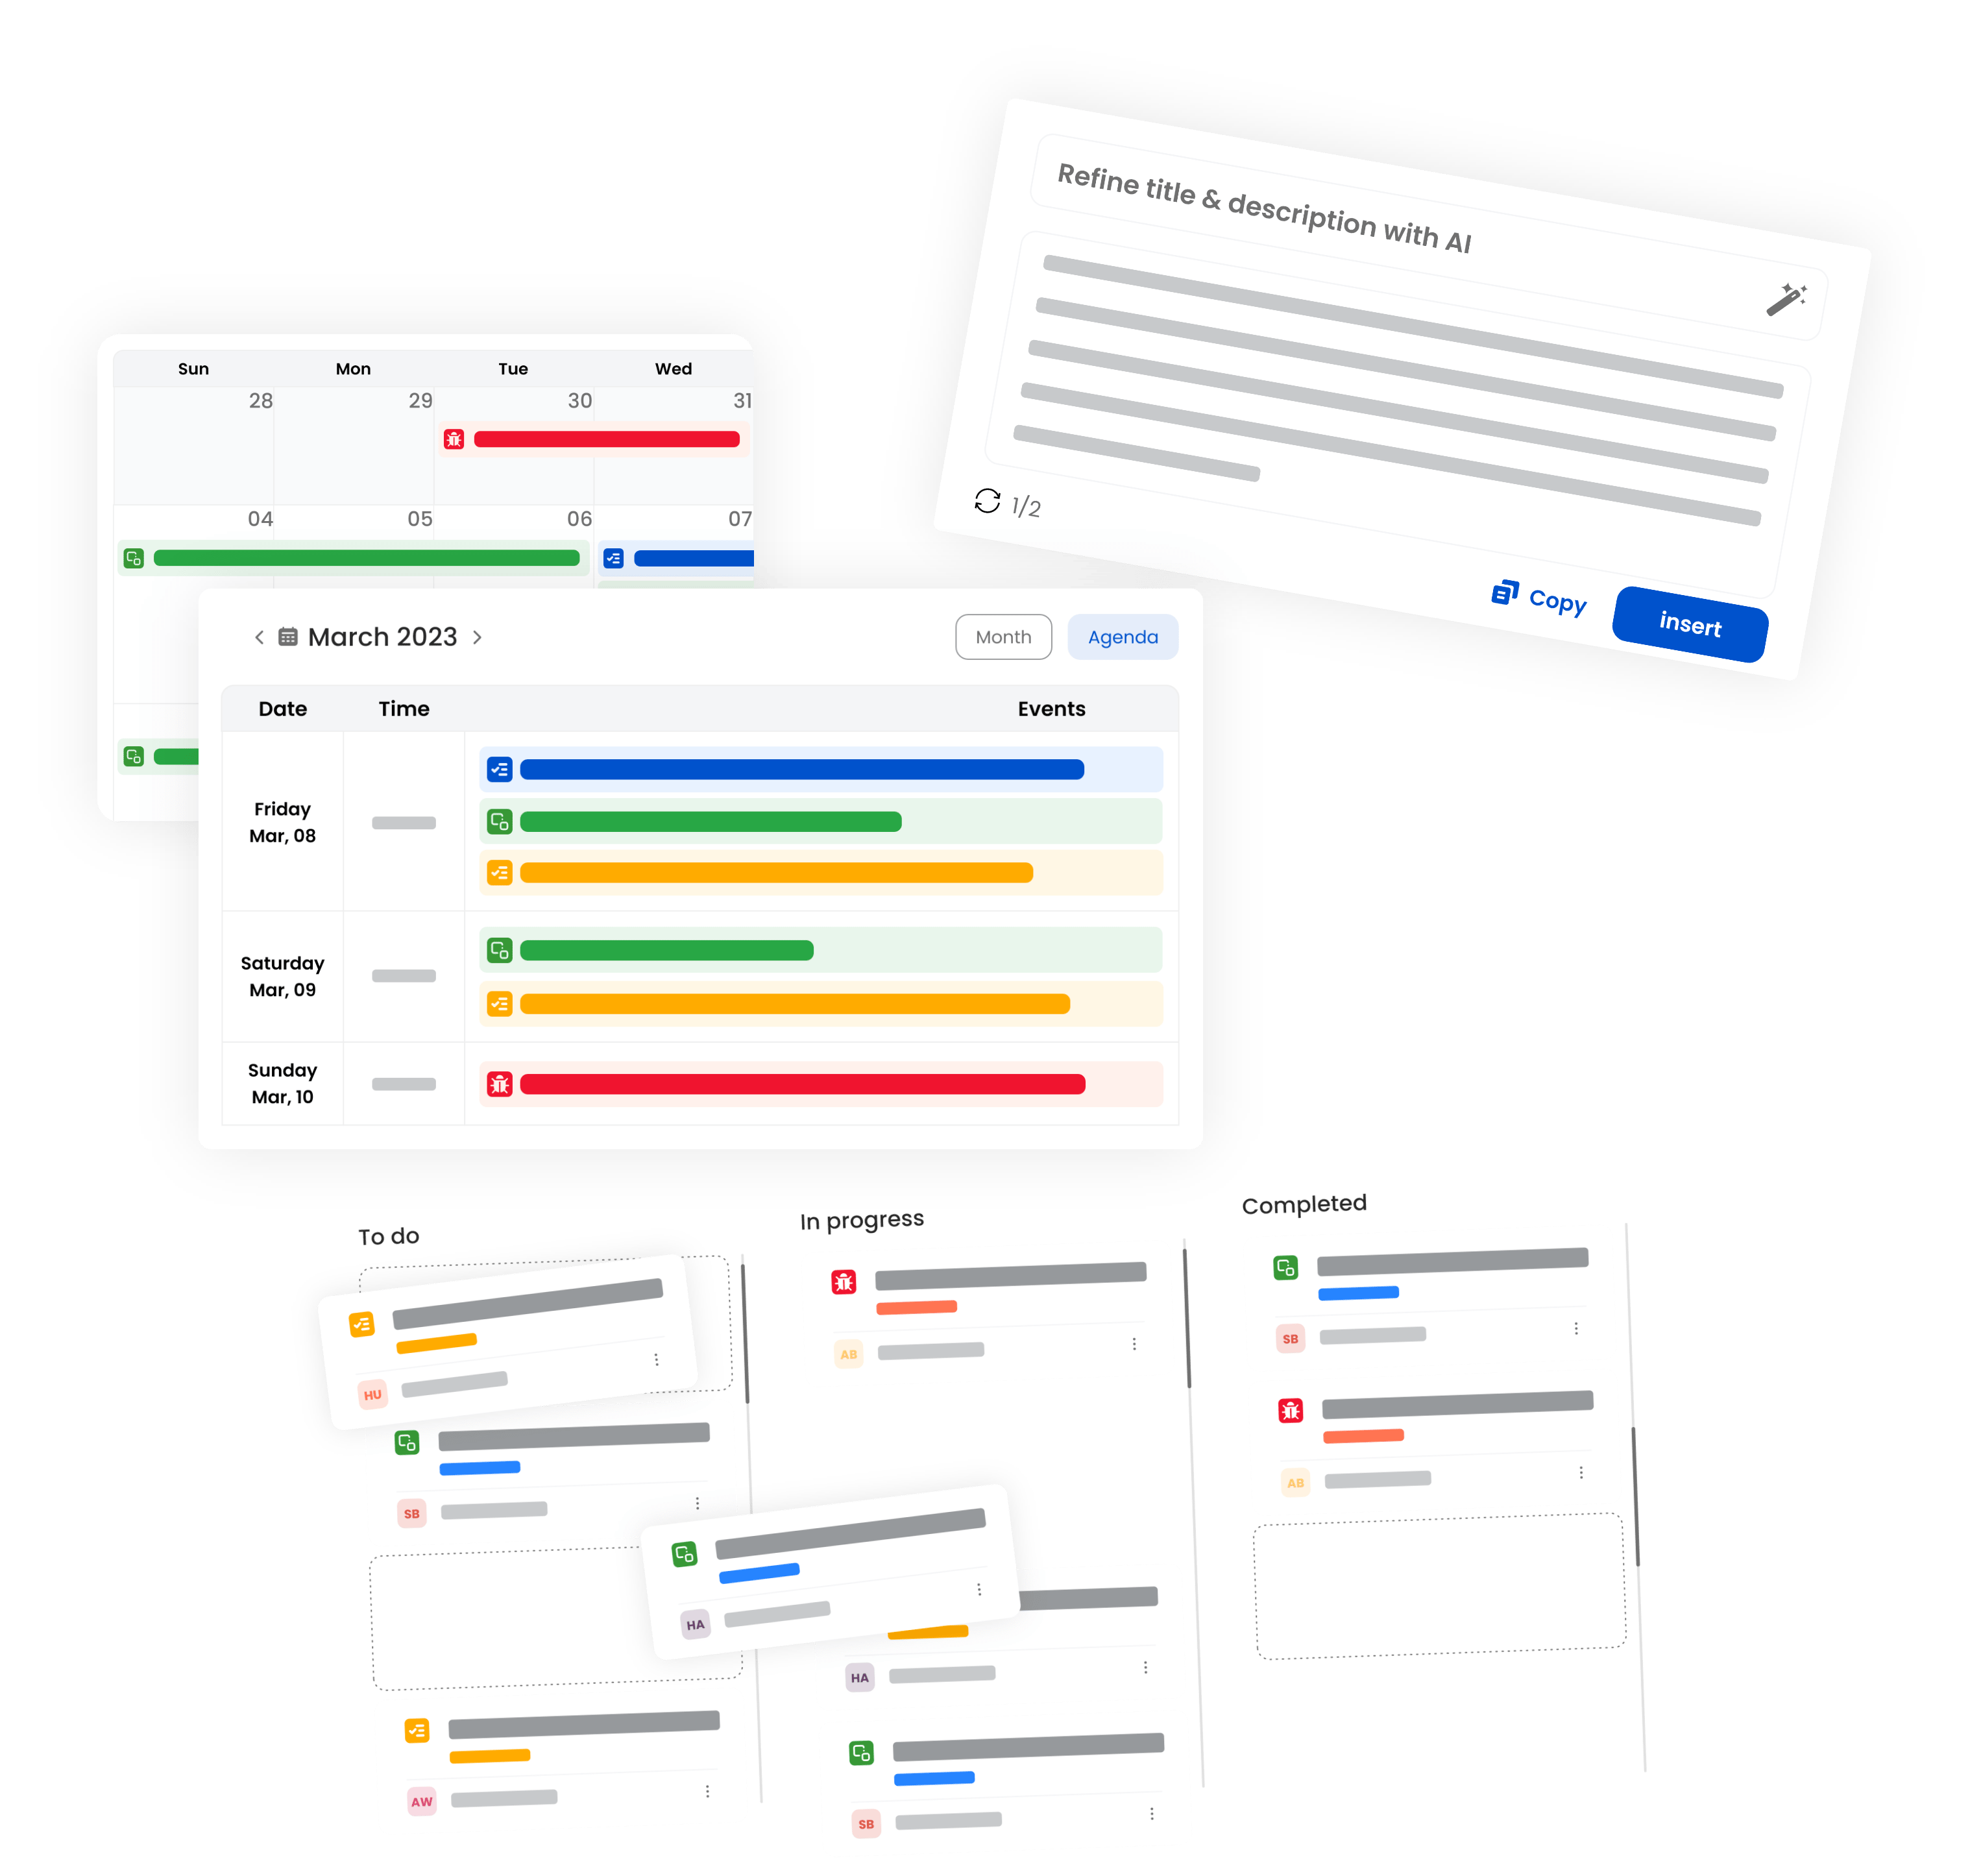 Refine title & description with AI
1/2
Copy
insert
Sun Mon Tue Wed
28 29 30 31
04 05 06 07
March 2023
Month Agenda
Date Time Events
Friday
Mar, 08
Saturday
Mar, 09
Sunday
Mar, 10
To do
HU
SB
HA
AW
In progress
AB
HA
SB
Completed
SB
AB